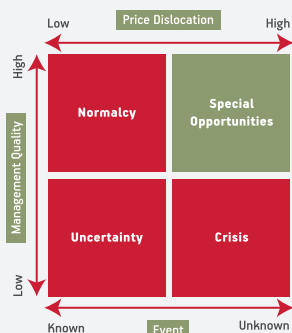 Price Dislocation
Low
High
High
Management Quality
Low
Normalcy
Special
Opportunities
Uncertainty
Crisis
Known
Event
Unknown